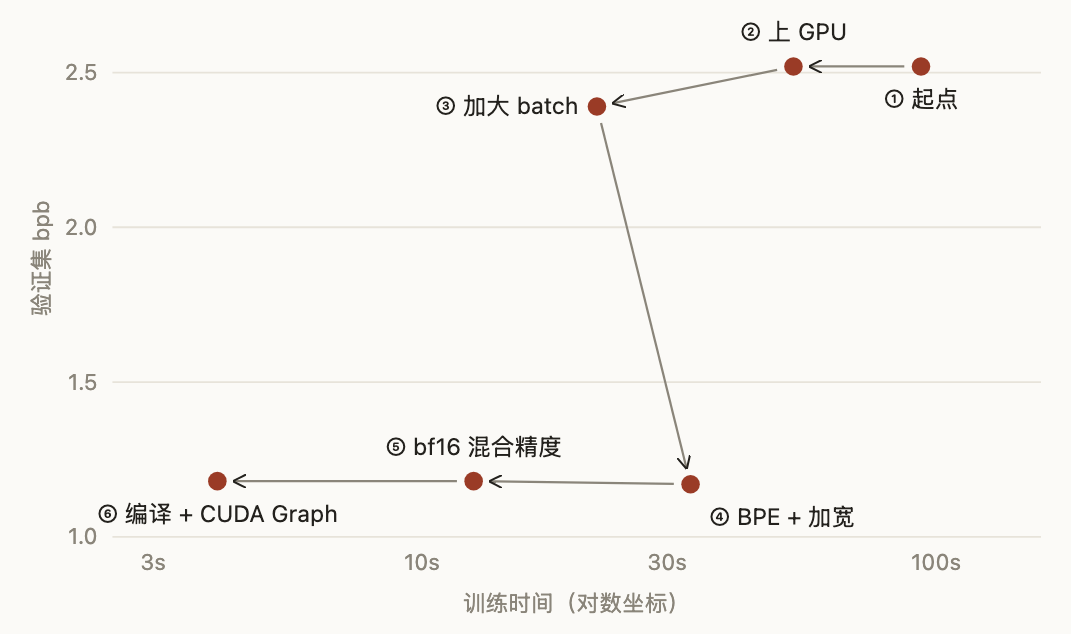 ② 上 GPU
2.5
① 起点
③ 加大 batch
验证集 bpb
2.0
1.5
⑤ bf16 混合精度
⑥ 编译 + CUDA Graph
④ BPE + 加宽
1.0
3s
10s
30s
100s
训练时间（对数坐标）